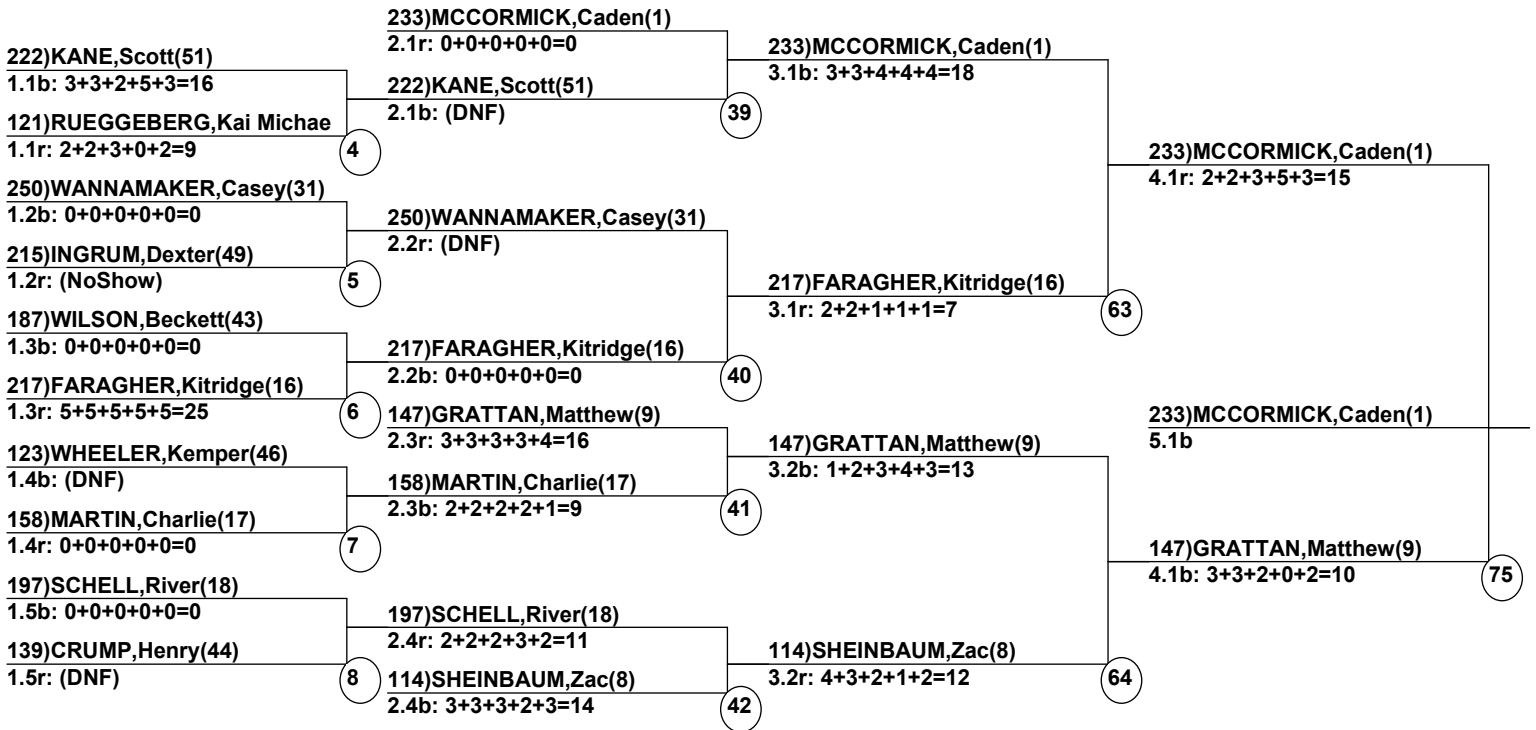 222)KANE,Scott(51)
1.1b: 3+3+2+5+3=16
121)RUEGGEBERG,Kai Michae
1.1r: 2+2+3+0+2=9
4
250)WANNAMAKER,Casey(31)
1.2b: 0+0+0+0+0=0
215)INGRUM,Dexter(49)
1.2r: (NoShow)
5
187)WILSON,Beckett(43)
1.3b: 0+0+0+0+0=0
217)FARAGHER,Kitridge(16)
1.3r: 5+5+5+5+5=25
6
123)WHEELER,Kemper(46)
1.4b: (DNF)
158)MARTIN,Charlie(17)
1.4r: 0+0+0+0+0=0
7
197)SCHELL,River(18)
1.5b: 0+0+0+0+0=0
139)CRUMP,Henry(44)
1.5r: (DNF)
8
233)MCCORMICK,Caden(1)
2.1r: 0+0+0+0+0=0
222)KANE,Scott(51)
2.1b: (DNF)
39
250)WANNAMAKER,Casey(31)
2.2r: (DNF)
217)FARAGHER,Kitridge(16)
2.2b: 0+0+0+0+0=0
40
147)GRATTAN,Matthew(9)
2.3r: 3+3+3+3+4=16
158)MARTIN,Charlie(17)
2.3b: 2+2+2+2+1=9
41
197)SCHELL,River(18)
2.4r: 2+2+2+3+2=11
114)SHEINBAUM,Zac(8)
2.4b: 3+3+3+2+3=14
42
233)MCCORMICK,Caden(1)
3.1b: 3+3+4+4+4=18
217)FARAGHER,Kitridge(16)
3.1r: 2+2+1+1+1=7
63
147)GRATTAN,Matthew(9)
3.2b: 1+2+3+4+3=13
114)SHEINBAUM,Zac(8)
3.2r: 4+3+2+1+2=12
64
233)MCCORMICK,Caden(1)
4.1r: 2+2+3+5+3=15
147)GRATTAN,Matthew(9)
4.1b: 3+3+2+0+2=10
75
233)MCCORMICK,Caden(1)
5.1b